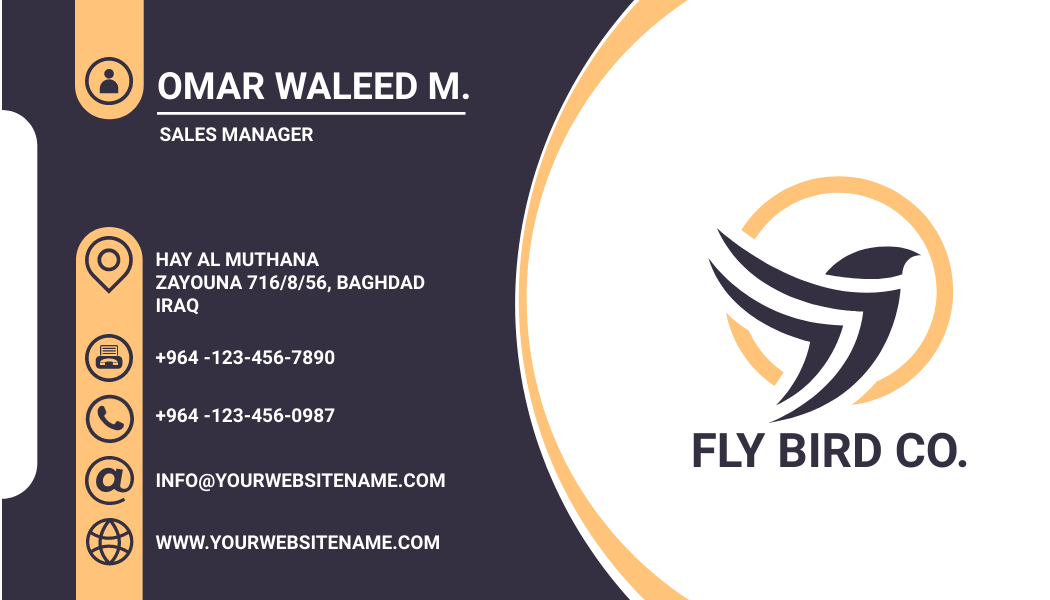 OMAR WALEED M.
SALES MANAGER
HAY AL MUTHANA
ZAYOUNA 716/8/56, BAGHDAD
IRAQ
+964 -123-456-7890
+964 -123-456-0987
INFO@YOURWEBSITENAME.COM
WWW.YOURWEBSITENAME.COM
FLY BIRD CO.